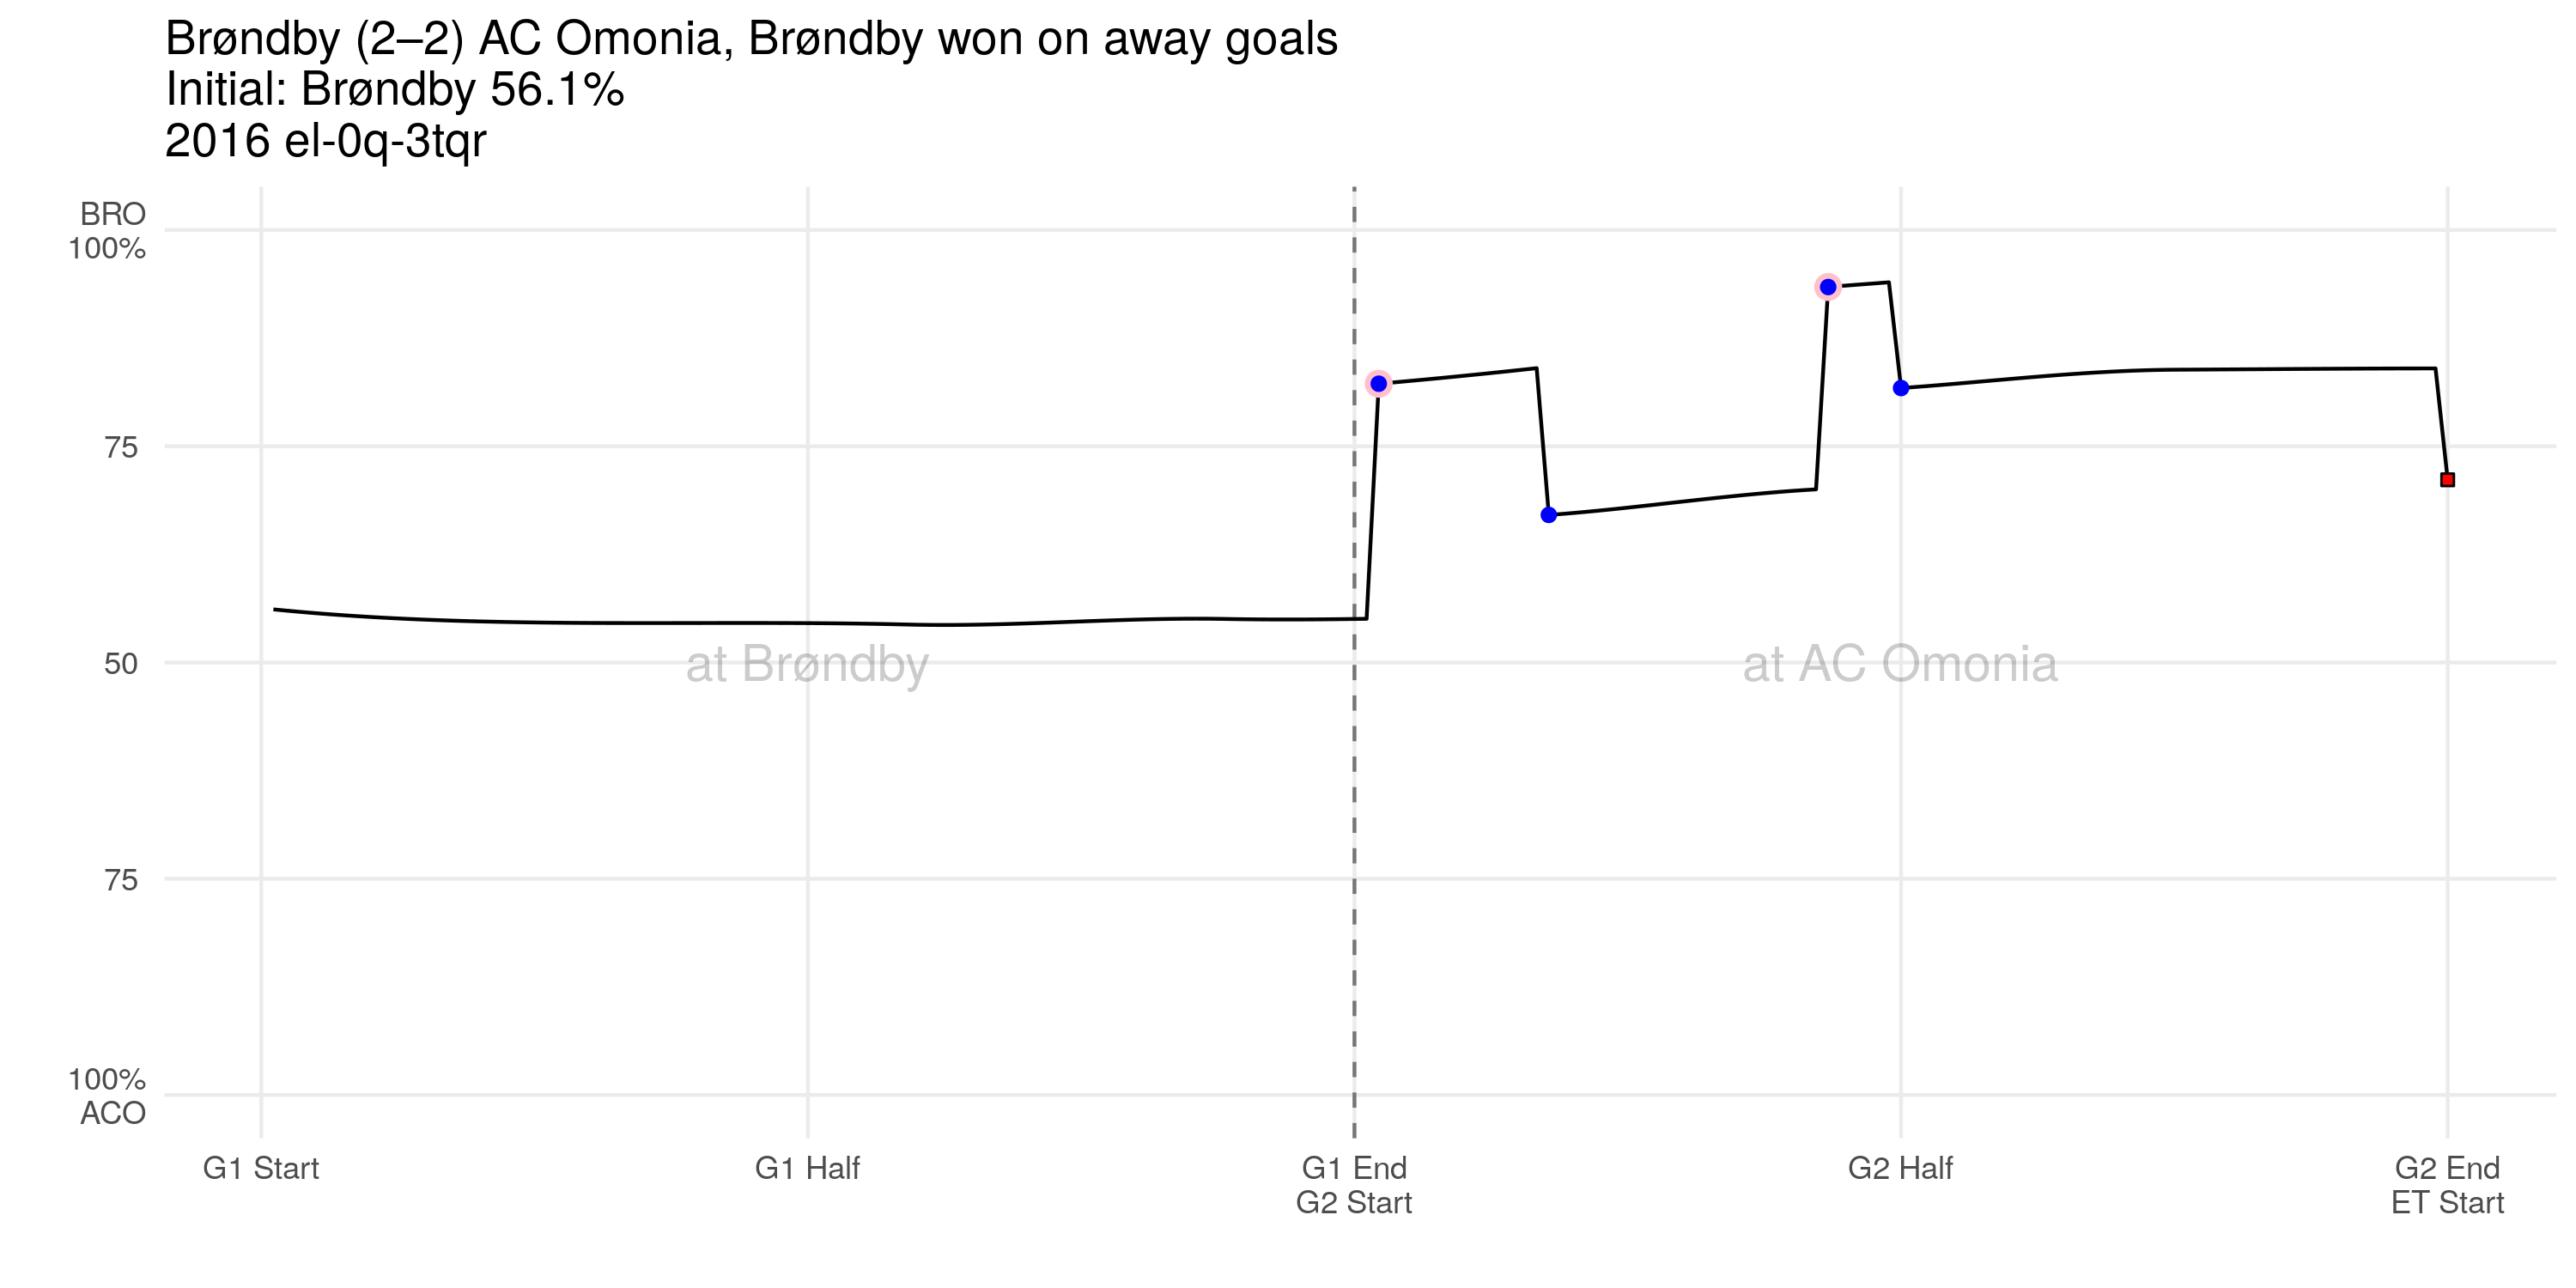 Brøndby (2–2) AC Omonia, Brøndby won on away goals
Initial: Brøndby 56.1%
2016 el-0q-3tqr
BRO
100%
75
50
75
100%
ACO
at Brøndby
at AC Omonia
G1 Start
G1 Half
G1 End
G2 Start
G2 Half
G2 End
ET Start